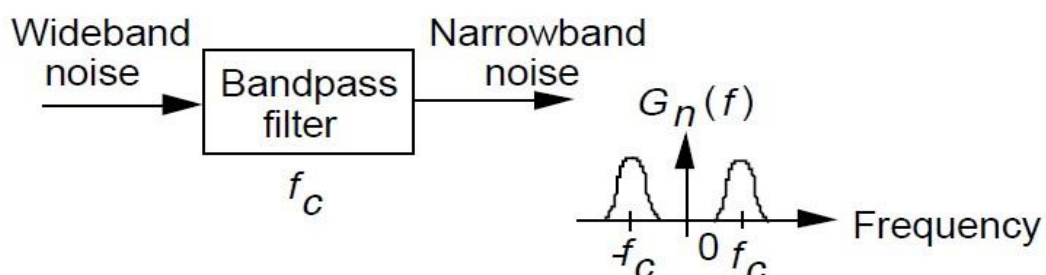 Wideband
noise
Bandpass
filter
f_c
Narrowband
noise
G_n(f)
-f_c
0
f_c
Frequency